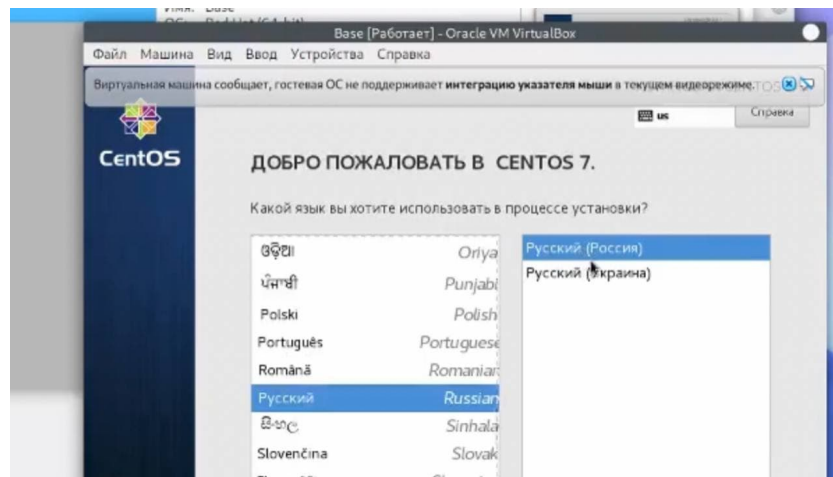 Base [Работает] - Oracle VM VirtualBox
Файл Машина Вид Ввод Устройства Справка
Виртуальная машина сообщает, гостевая ОС не поддерживает интеграцию указателя мыши в текущем видеорежиме.
us
Справка
CentOS
ДОБРО ПОЖАЛОВАТЬ В CENTOS 7.
Какой язык вы хотите использовать в процессе установки?
ଓଡ଼ିଆ Oriya
ਪੰਜਾਬੀ Punjabi
Polski Polish
Português Portuguese
Română Romanian
Русский Russian
සිංහල Sinhala
Slovenčina Slovak
Русский (Россия)
Русский (Украина)